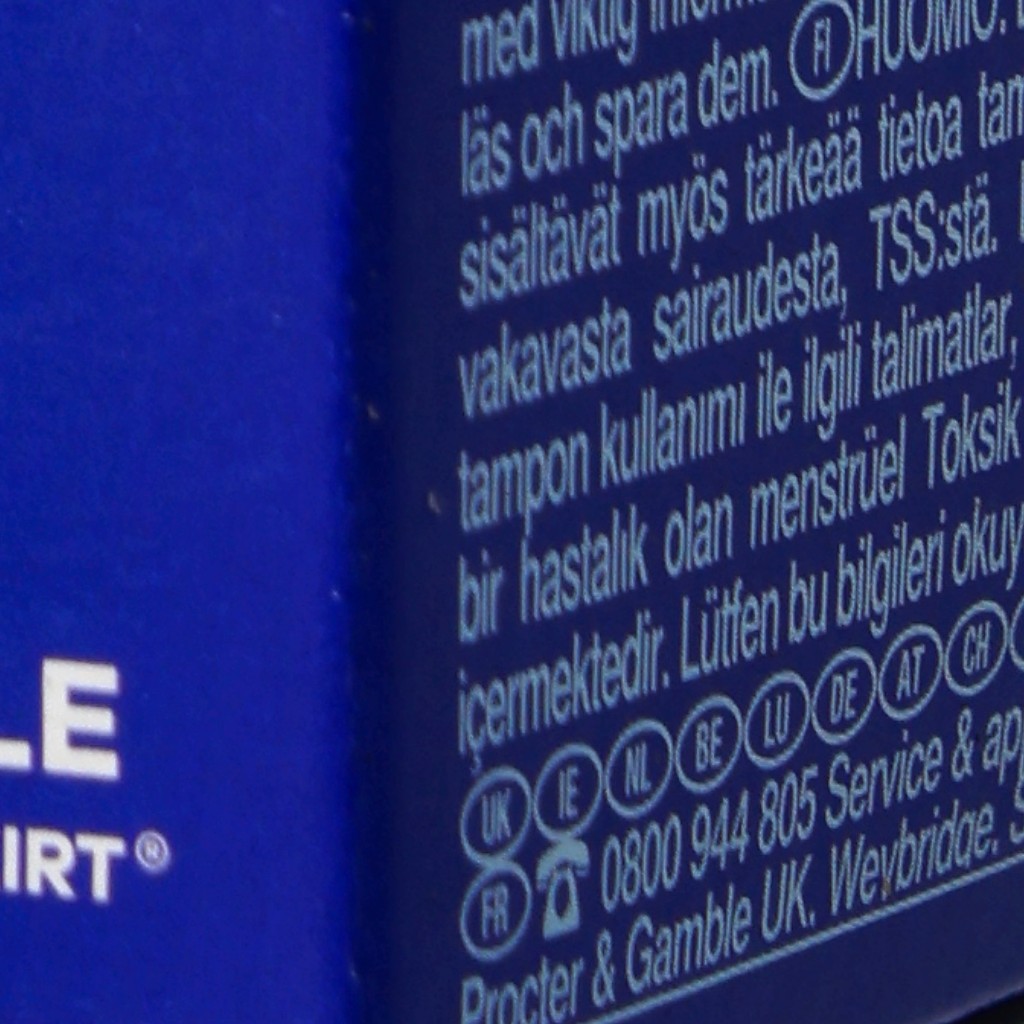 LE
IRT®
med viktig
läs och spara dem. FI HUOMIO.
sisältävät myös tärkeää tietoa
vakavasta sairaudesta, TSS:stä.
tampon kullanımı ile ilgili talimatlar,
bir hastalık olan menstrüel Toksik
içermektedir. Lütfen bu bilgileri
UK IE NL BE LU DE AT CH
FR ☎ 0800 944 805 Service &
Procter & Gamble UK, Weybridge,